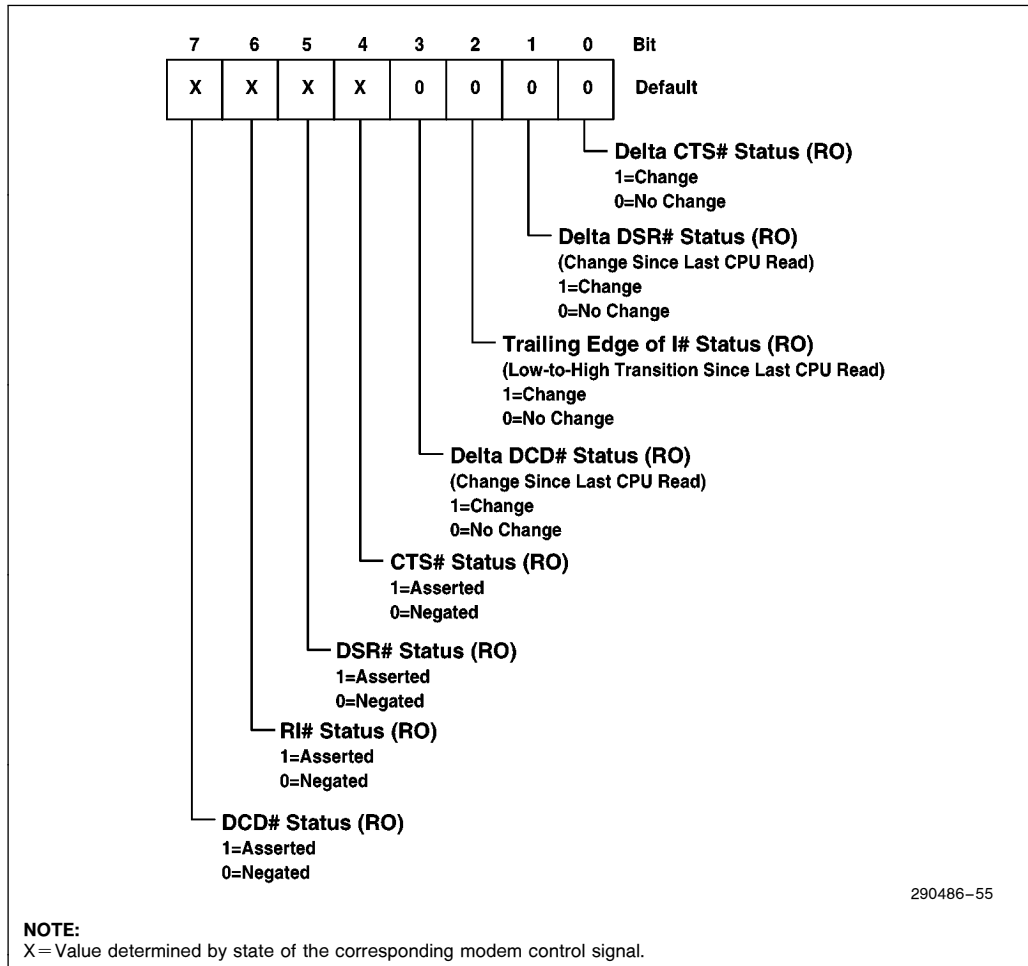 7 6 5 4 3 2 1 0 Bit
X X X X 0 0 0 0 Default
Delta CTS# Status (RO)
1=Change
0=No Change
Delta DSR# Status (RO)
(Change Since Last CPU Read)
1=Change
0=No Change
Trailing Edge of I# Status (RO)
(Low-to-High Transition Since Last CPU Read)
1=Change
0=No Change
Delta DCD# Status (RO)
(Change Since Last CPU Read)
1=Change
0=No Change
CTS# Status (RO)
1=Asserted
0=Negated
DSR# Status (RO)
1=Asserted
0=Negated
RI# Status (RO)
1=Asserted
0=Negated
DCD# Status (RO)
1=Asserted
0=Negated
290486–55
NOTE:
X=Value determined by state of the corresponding modem control signal.